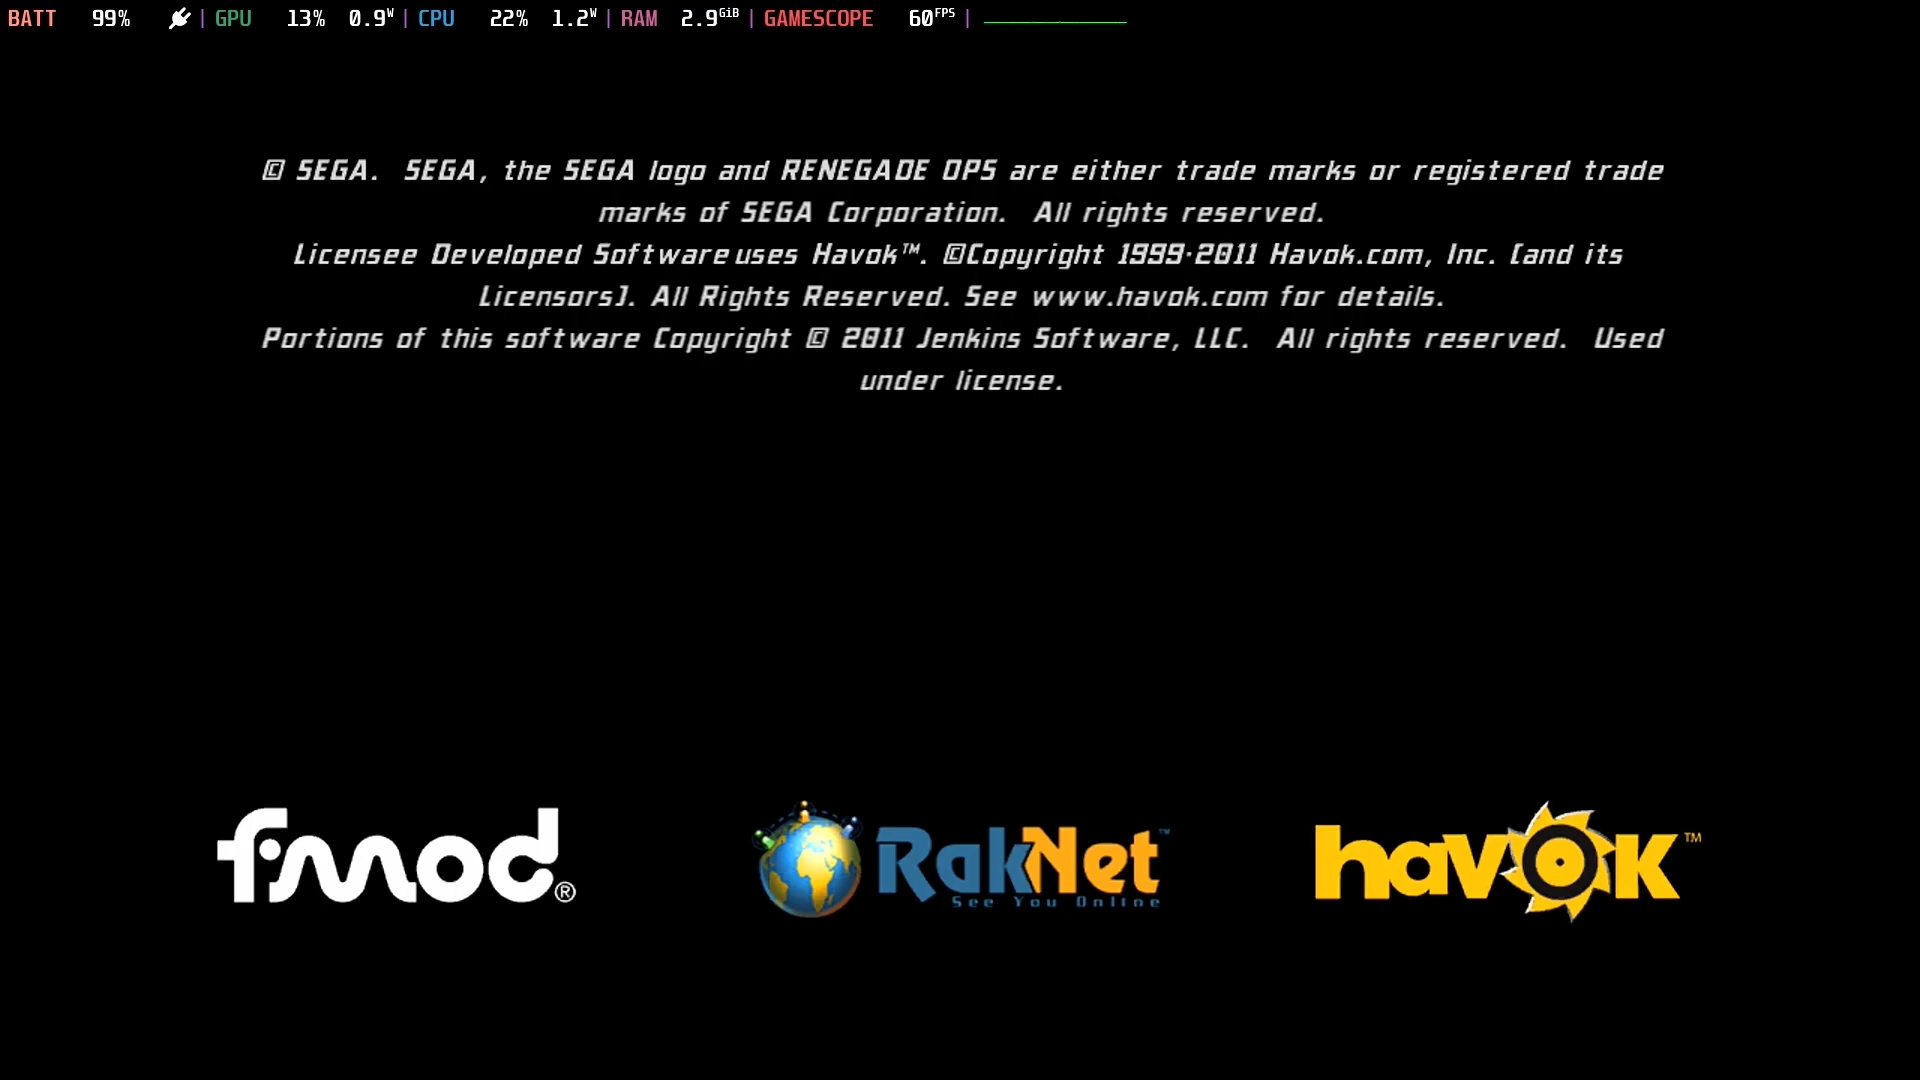 BATT 99% | GPU 13% 0.9W | CPU 22% 1.2W | RAM 2.9GiB | GAMESCOPE 60FPS |
© SEGA. SEGA, the SEGA logo and RENEGADE OPS are either trade marks or registered trade
marks of SEGA Corporation. All rights reserved.
Licensee Developed Software uses Havok™. ©Copyright 1999-2011 Havok.com, Inc. (and its
Licensors). All Rights Reserved. See www.havok.com for details.
Portions of this software Copyright © 2011 Jenkins Software, LLC. All rights reserved. Used
under license.
fmod®
RakNet™
See You Online
havok™